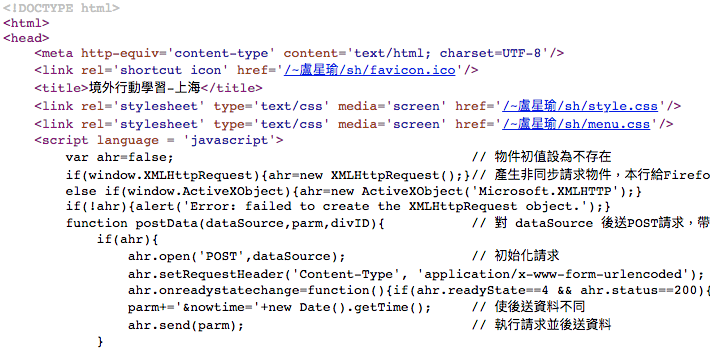 <!DOCTYPE html>
<html>
<head>
    <meta http-equiv='content-type' content='text/html; charset=UTF-8'/>
    <link rel='shortcut icon' href='/~盧星瑜/sh/favicon.ico'/>
    <title>境外行動學習-上海</title>
    <link rel='stylesheet' type='text/css' media='screen' href='/~盧星瑜/sh/style.css'/>
    <link rel='stylesheet' type='text/css' media='screen' href='/~盧星瑜/sh/menu.css'/>
    <script language = 'javascript'>
        var ahr=false;                                      // 物件初值設為不存在
        if(window.XMLHttpRequest){ahr=new XMLHttpRequest();}// 產生非同步請求物件，本行給Firefo
        else if(window.ActiveXObject){ahr=new ActiveXObject('Microsoft.XMLHTTP');}
        if(!ahr){alert('Error: failed to create the XMLHttpRequest object.');}
        function postData(dataSource,parm,divID){           // 對 dataSource 後送POST請求，帶
            if(ahr){
                ahr.open('POST',dataSource);                // 初始化請求
                ahr.setRequestHeader('Content-Type', 'application/x-www-form-urlencoded');
                ahr.onreadystatechange=function(){if(ahr.readyState==4 && ahr.status==200){
                parm+='&nowtime='+new Date().getTime();     // 使後送資料不同
                ahr.send(parm);                             // 執行請求並後送資料
            }